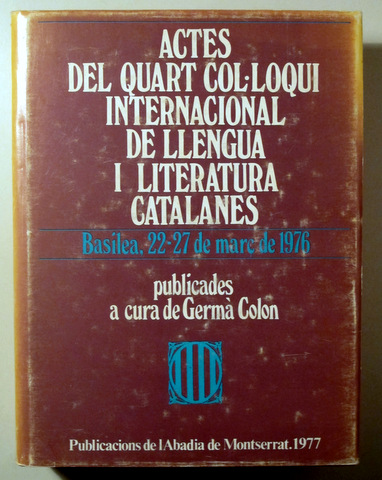 ACTES
DEL QUART COL·LOQUI
INTERNACIONAL
DE LLENGUA
I LITERATURA
CATALANES
Basilea, 22-27 de març de 1976
publicades
a cura de Germà Colon
Publicacions de l'Abadia de Montserrat.1977